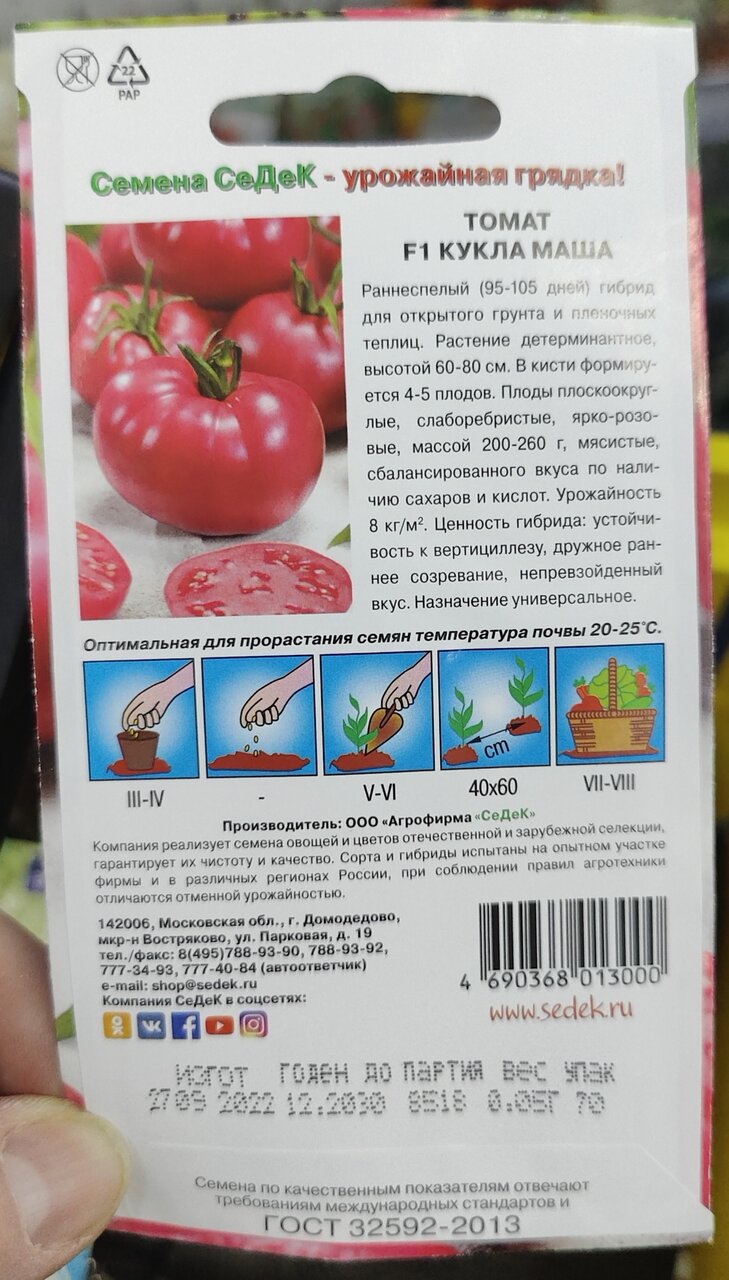 22
PAP
Семена СеДеК - урожайная грядка!
ТОМАТ
F1 КУКЛА МАША
Раннеспелый (95-105 дней) гибрид
для открытого грунта и пленочных
теплиц. Растение детерминантное,
высотой 60-80 см. В кисти формиру-
ется 4-5 плодов. Плоды плоскоокруг-
лые, слаборебристые, ярко-розо-
вые, массой 200-260 г, мясистые,
сбалансированного вкуса по нали-
чию сахаров и кислот. Урожайность
8 кг/м². Ценность гибрида: устойчи-
вость к вертициллезу, дружное ран-
нее созревание, непревзойденный
вкус. Назначение универсальное.
Оптимальная для прорастания семян температура почвы 20-25°С.
cm
III-IV - V-VI 40x60 VII-VIII
Производитель: ООО «Агрофирма «СеДеК»
Компания реализует семена овощей и цветов отечественной и зарубежной селекции,
гарантирует их чистоту и качество. Сорта и гибриды испытаны на опытном участке
фирмы и в различных регионах России, при соблюдении правил агротехники
отличаются отменной урожайностью.
142006, Московская обл., г. Домодедово,
мкр-н Востряково, ул. Парковая, д. 19
тел./факс: 8(495)788-93-90, 788-93-92,
777-34-93, 777-40-84 (автоответчик)
e-mail: shop@sedek.ru
Компания СеДеК в соцсетях:
4 690368 013000
www.sedek.ru
ИЗГОТ ГОДЕН ДО ПАРТИЯ ВЕС УПАК
27 09 2022 12.2030 8518 0.05Г 70
Семена по качественным показателям отвечают
требованиям международных стандартов и
ГОСТ 32592-2013